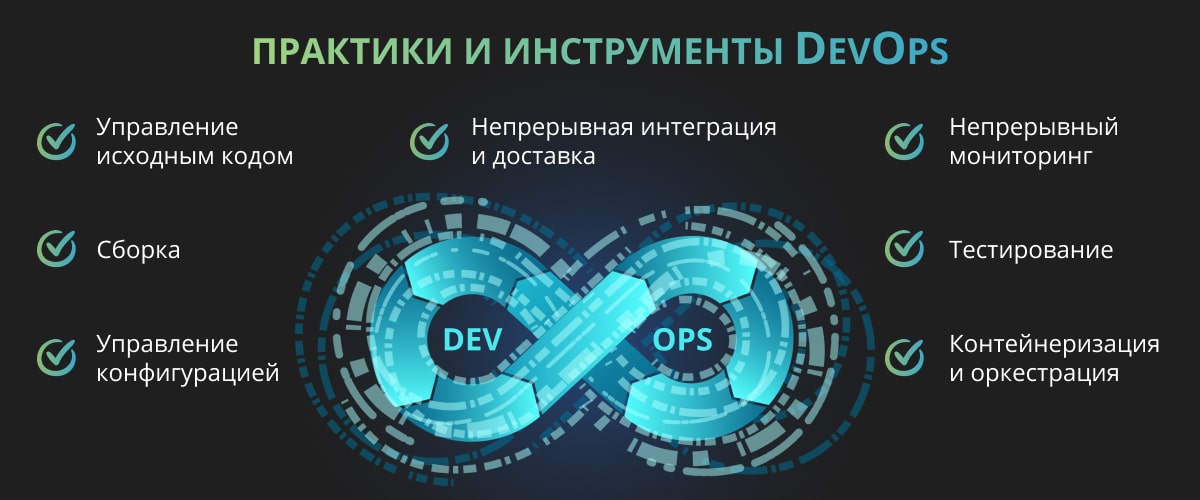 ПРАКТИКИ И ИНСТРУМЕНТЫ DEVOPS
Управление
исходным кодом
Непрерывная интеграция
и доставка
Непрерывный
мониторинг
Сборка
Тестирование
Управление
конфигурацией
Контейнеризация
и оркестрация
DEV
OPS